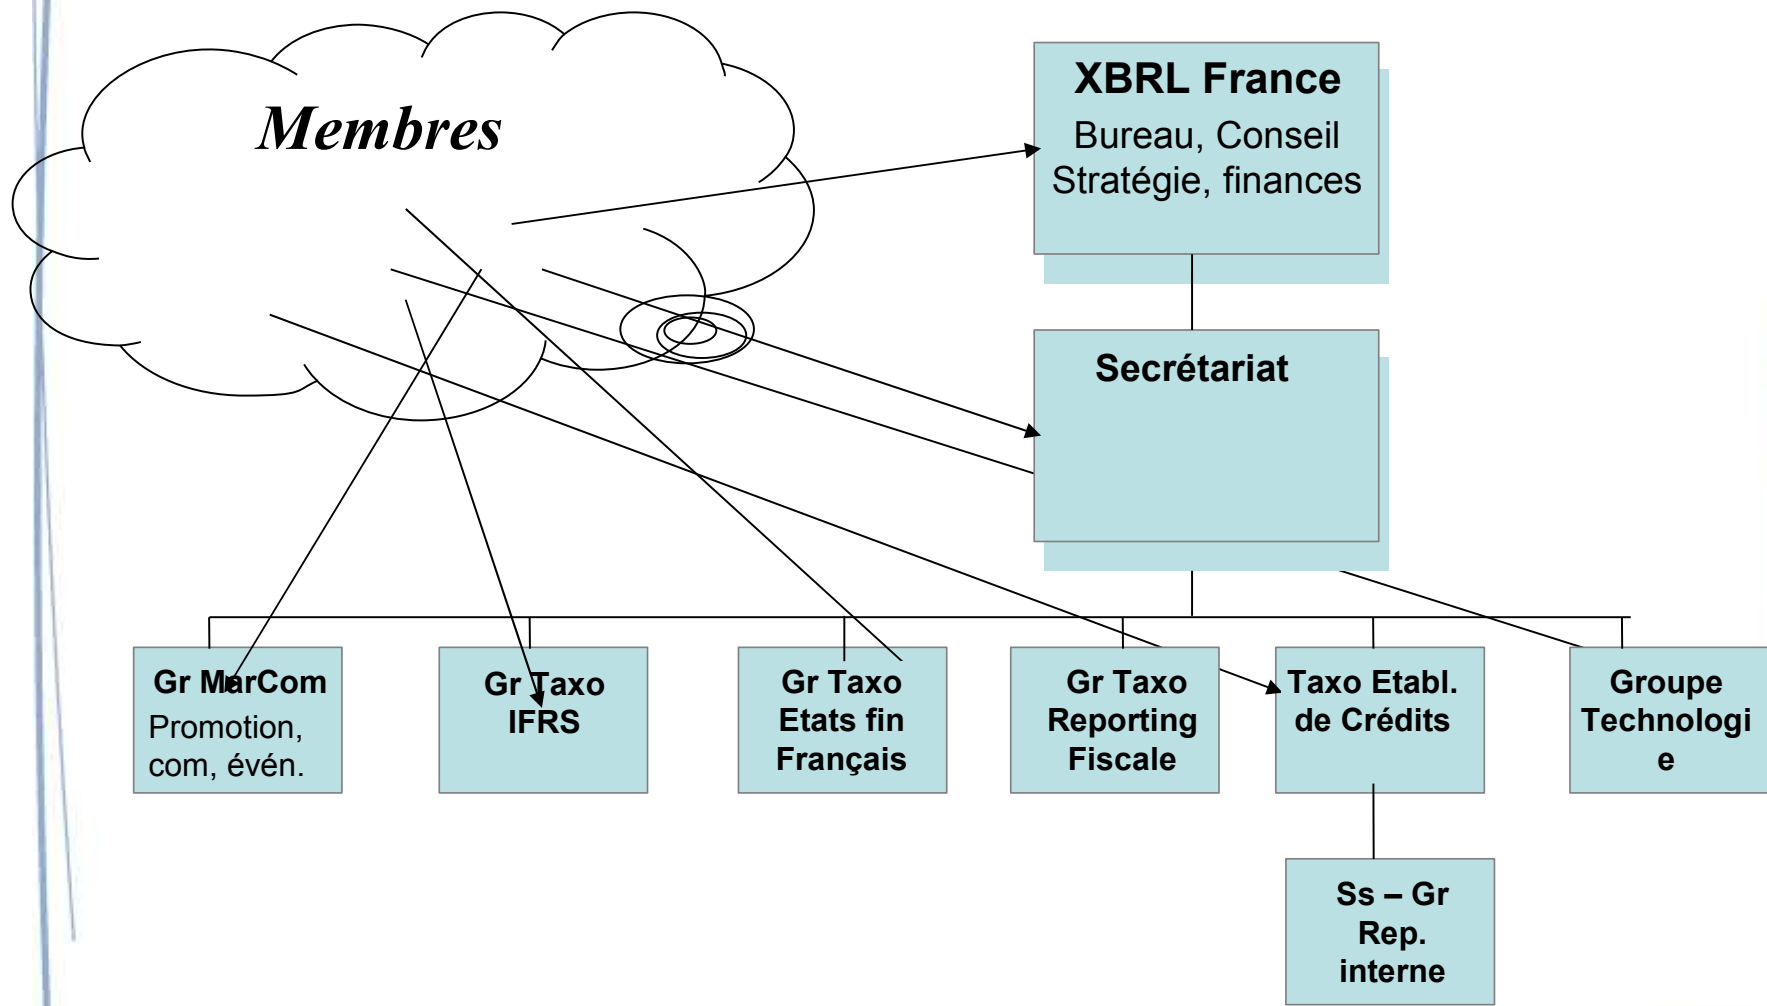 Membres
XBRL France
Bureau, Conseil
Stratégie, finances
Secrétariat
Gr MarCom
Promotion,
com, évén.
Gr Taxo
IFRS
Gr Taxo
Etats fin
Français
Gr Taxo
Reporting
Fiscale
Taxo Etabl.
de Crédits
Groupe
Technologi
e
Ss – Gr
Rep.
interne